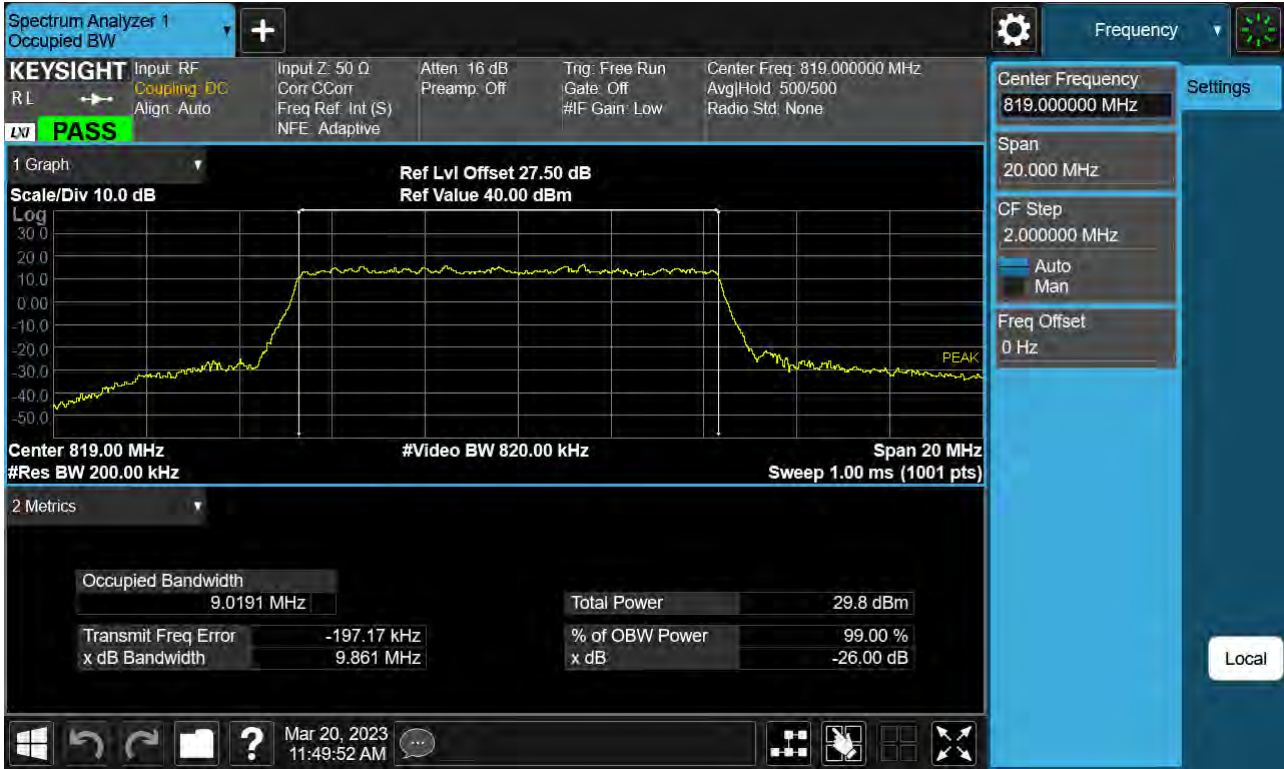 Spectrum Analyzer 1
Occupied BW
Frequency
KEYSIGHT
RL
LXI
PASS
Input: RF
Coupling: DC
Align: Auto
Input Z: 50 Ω
Corr CCorr
Freq Ref: Int (S)
NFE: Adaptive
Atten: 16 dB
Preamp: Off
Trig: Free Run
Gate: Off
#IF Gain: Low
Center Freq: 819.000000 MHz
Avg|Hold: 500/500
Radio Std: None
Center Frequency
819.000000 MHz
Settings
Span
20.000 MHz
CF Step
2.000000 MHz
Auto
Man
Freq Offset
0 Hz
Local
1 Graph
Scale/Div 10.0 dB
Ref Lvl Offset 27.50 dB
Ref Value 40.00 dBm
Log
30.0
20.0
10.0
0.00
-10.0
-20.0
-30.0
-40.0
-50.0
PEAK
Center 819.00 MHz
#Video BW 820.00 kHz
Span 20 MHz
#Res BW 200.00 kHz
Sweep 1.00 ms (1001 pts)
2 Metrics
Occupied Bandwidth
9.0191 MHz
Total Power 29.8 dBm
Transmit Freq Error -197.17 kHz
% of OBW Power 99.00 %
x dB Bandwidth 9.861 MHz
x dB -26.00 dB
Mar 20, 2023
11:49:52 AM